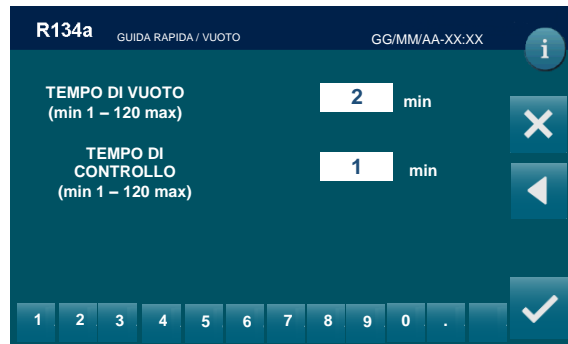 R134a GUIDA RAPIDA / VUOTO GG/MM/AA-XX:XX i
TEMPO DI VUOTO
(min 1 – 120 max)
2 min
TEMPO DI
CONTROLLO
(min 1 – 120 max)
1 min
1 2 3 4 5 6 7 8 9 0 .